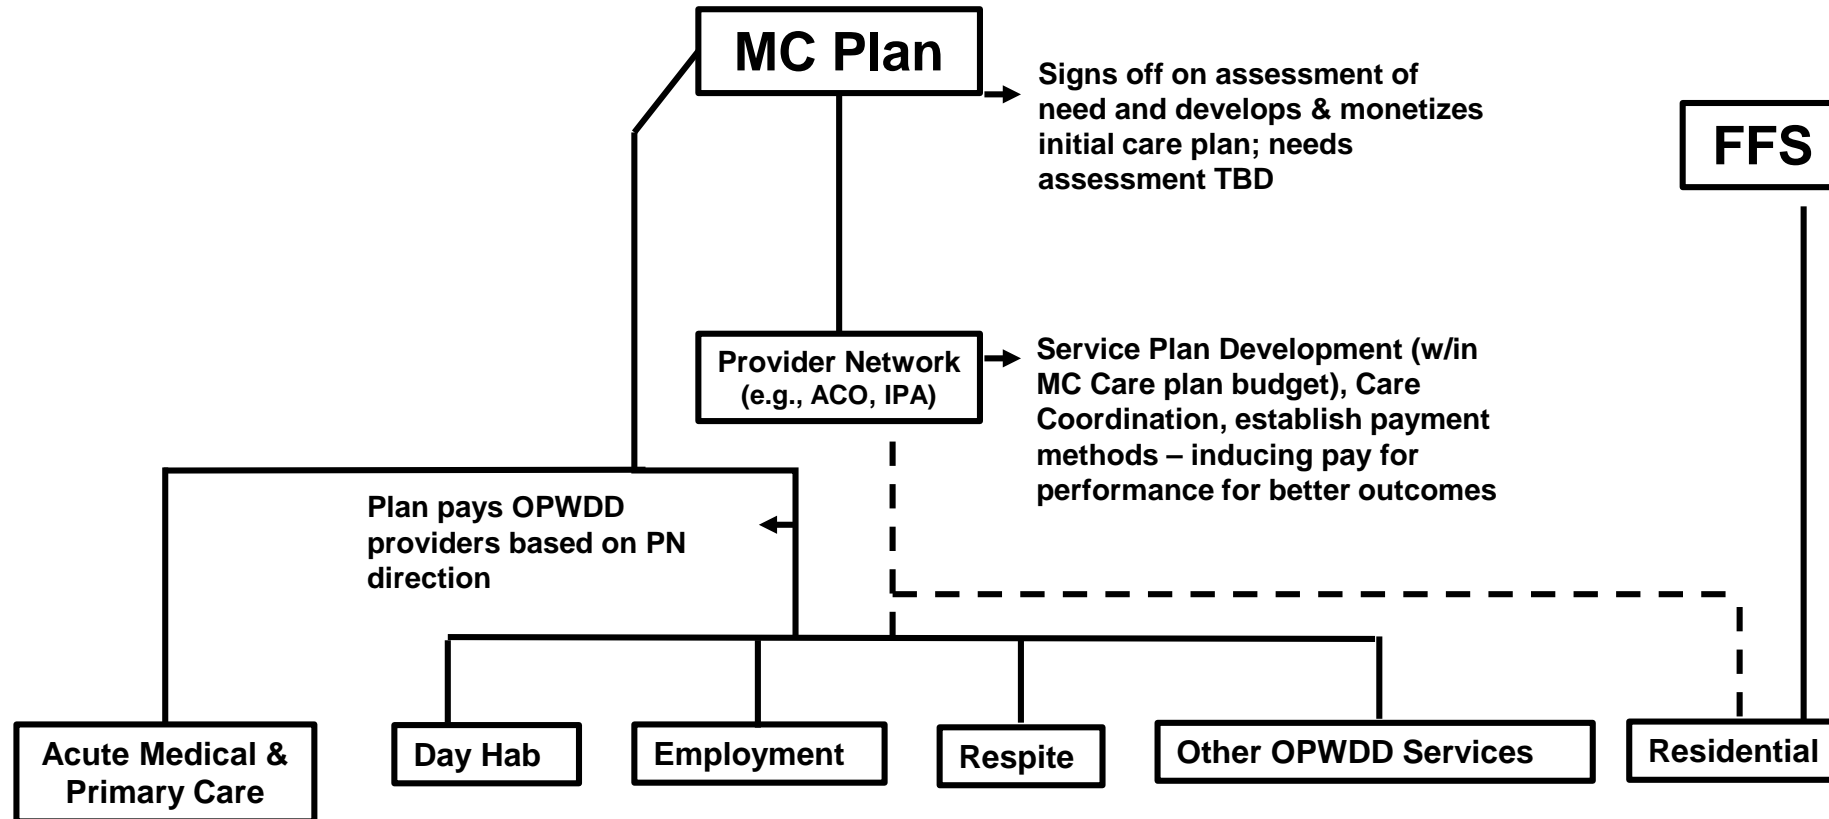 MC Plan
Signs off on assessment of
need and develops & monetizes
initial care plan; needs
assessment TBD
FFS
Provider Network
(e.g., ACO, IPA)
Service Plan Development (w/in
MC Care plan budget), Care
Coordination, establish payment
methods – inducing pay for
performance for better outcomes
Plan pays OPWDD
providers based on PN
direction
Acute Medical &
Primary Care
Day Hab
Employment
Respite
Other OPWDD Services
Residential